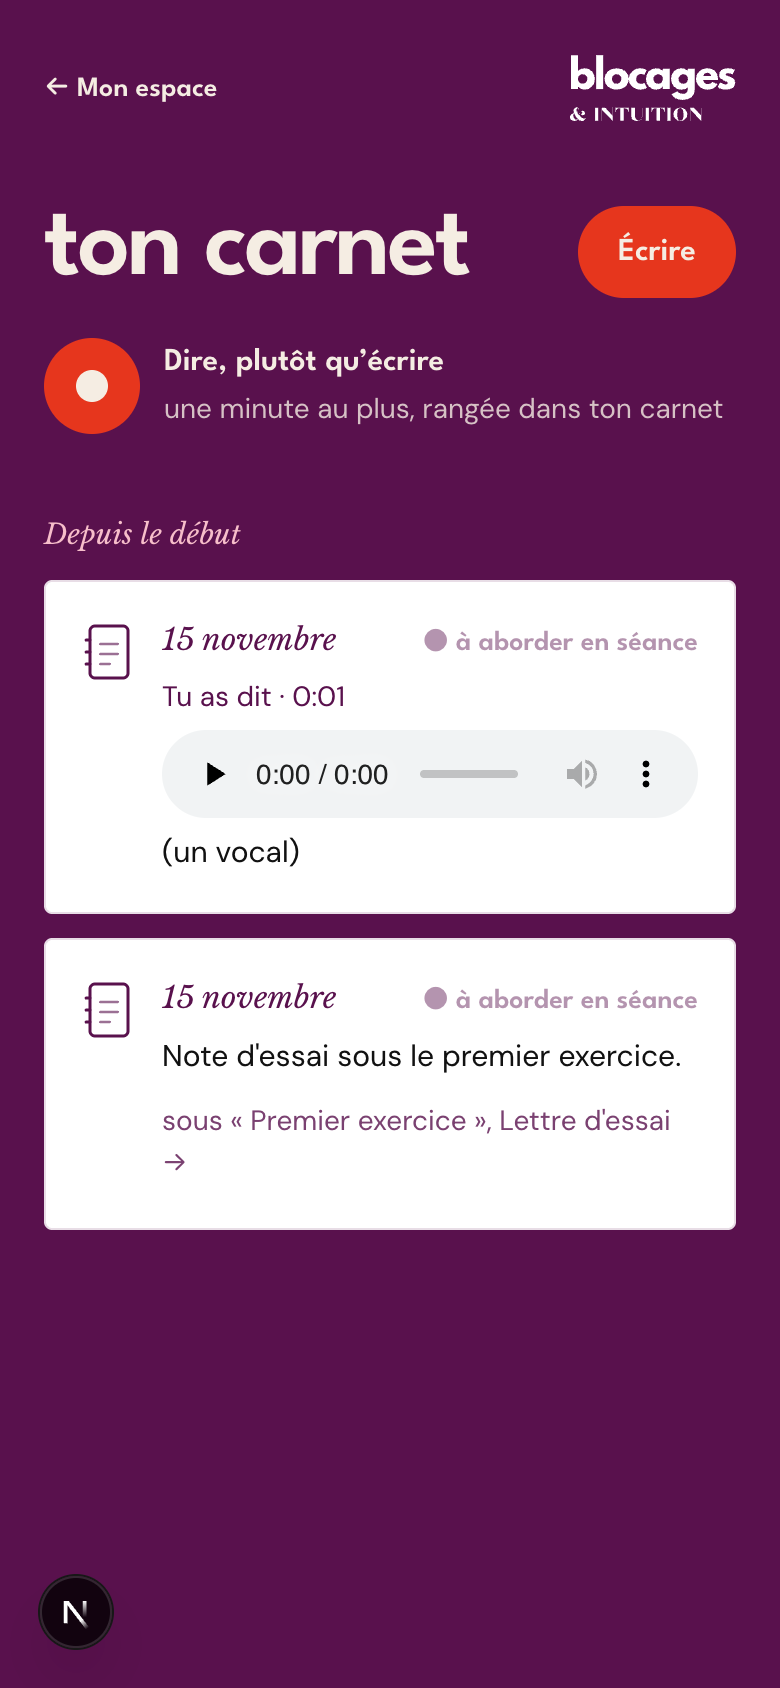 ← Mon espace
blocages
& INTUITION
ton carnet
Écrire
Dire, plutôt qu’écrire
une minute au plus, rangée dans ton carnet
Depuis le début
15 novembre
à aborder en séance
Tu as dit · 0:01
0:00 / 0:00
(un vocal)
15 novembre
à aborder en séance
Note d'essai sous le premier exercice.
sous « Premier exercice », Lettre d'essai
→
N